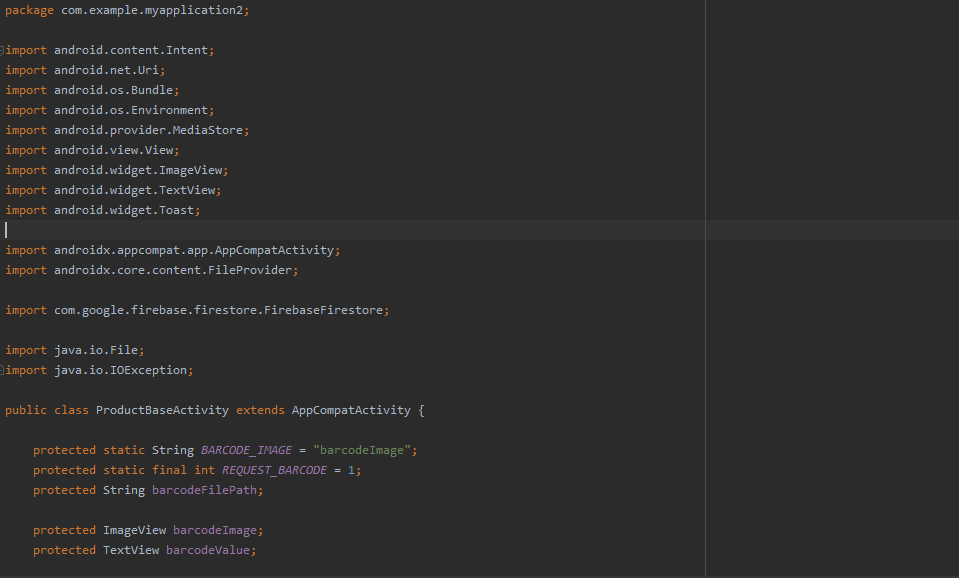 package com.example.myapplication2;
import android.content.Intent;
import android.net.Uri;
import android.os.Bundle;
import android.os.Environment;
import android.provider.MediaStore;
import android.view.View;
import android.widget.ImageView;
import android.widget.TextView;
import android.widget.Toast;
import androidx.appcompat.app.AppCompatActivity;
import androidx.core.content.FileProvider;
import com.google.firebase.firestore.FirebaseFirestore;
import java.io.File;
import java.io.IOException;
public class ProductBaseActivity extends AppCompatActivity {
protected static String BARCODE_IMAGE = "barcodeImage";
protected static final int REQUEST_BARCODE = 1;
protected String barcodeFilePath;
protected ImageView barcodeImage;
protected TextView barcodeValue;